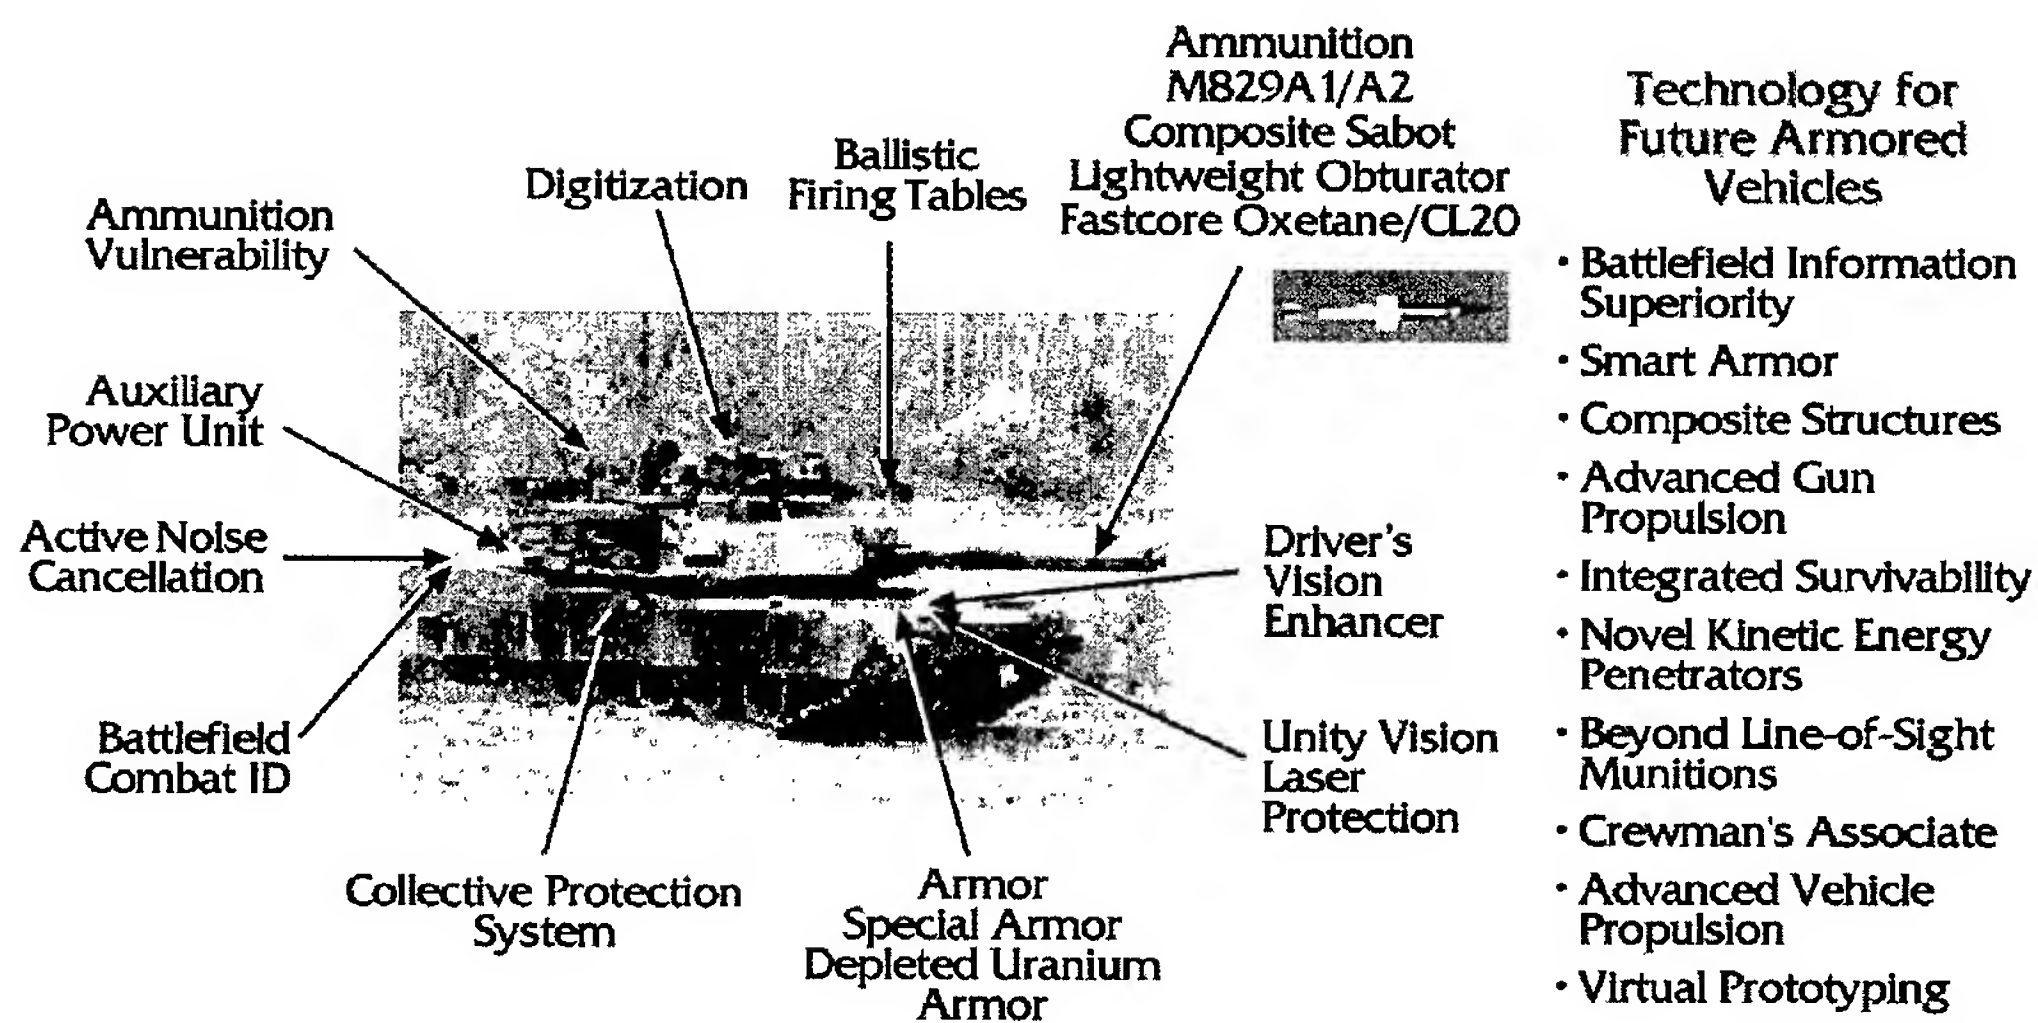 Ammunition
M829A1/A2
Composite Sabot
Lightweight Obturator
Fastcore Oxetane/CL20
Ballistic
Firing Tables
Digitization
Ammunition
Vulnerability
Auxiliary
Power Unit
Active Noise
Cancellation
Battlefield
Combat ID
Collective Protection
System
Armor
Special Armor
Depleted Uranium
Armor
Driver's
Vision
Enhancer
Unity Vision
Laser
Protection
Technology for
Future Armored
Vehicles
• Battlefield Information
Superiority
• Smart Armor
• Composite Structures
• Advanced Gun
Propulsion
• Integrated Survivability
• Novel Kinetic Energy
Penetrators
• Beyond Line-of-Sight
Munitions
• Crewman's Associate
• Advanced Vehicle
Propulsion
• Virtual Prototyping